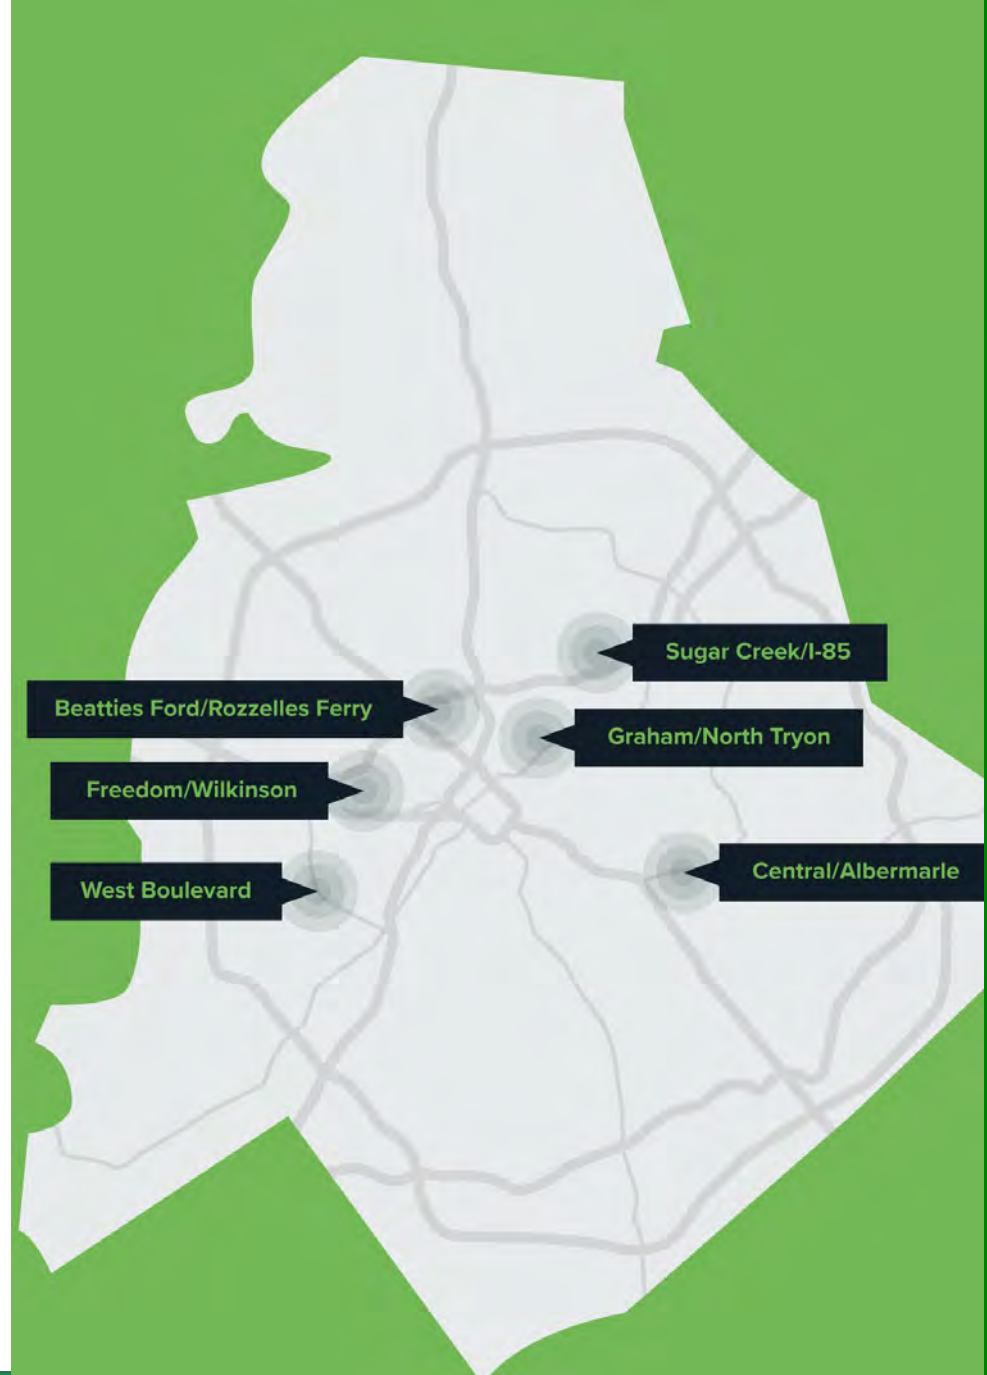 Sugar Creek/I-85
Beatties Ford/Rozzelles Ferry
Graham/North Tryon
Freedom/Wilkinson
Central/Albermarle
West Boulevard